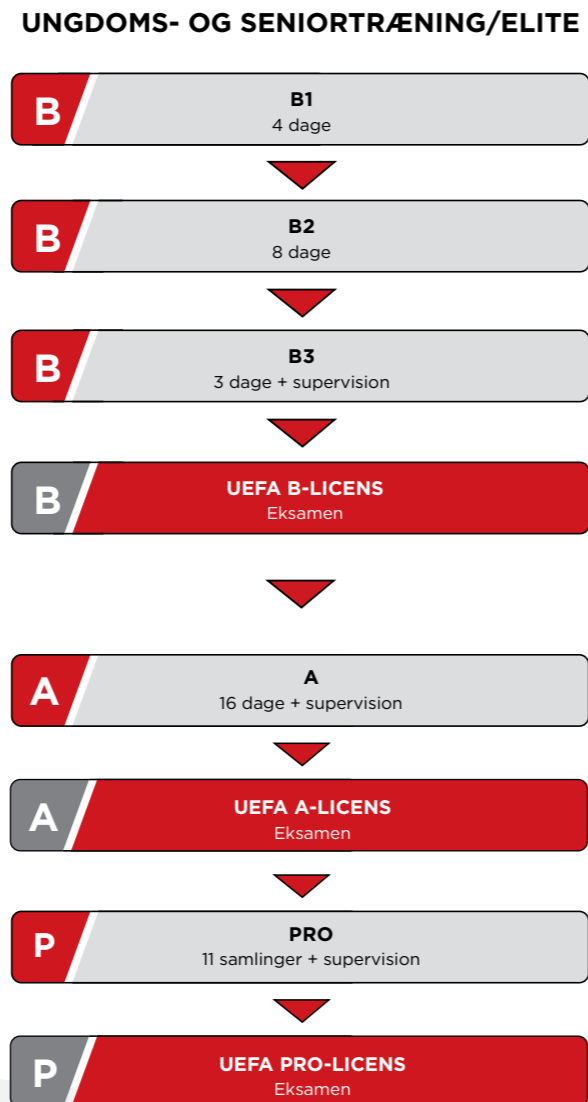 UNGDOMS- OG SENIORTRÆNING/ELITE
B
B1
4 dage
B
B2
8 dage
B
B3
3 dage + supervision
B
UEFA B-LICENS
Eksamen
A
A
16 dage + supervision
A
UEFA A-LICENS
Eksamen
P
PRO
11 samlinger + supervision
P
UEFA PRO-LICENS
Eksamen